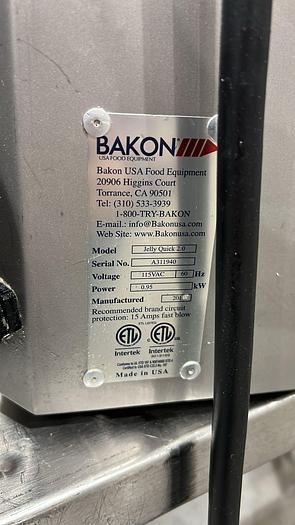 BAKON
USA FOOD EQUIPMENT
Bakon USA Food Equipment
20906 Higgins Court
Torrance, CA 90501
Tel: (310) 533-3939
1-800-TRY-BAKON
E-mail.: info@Bakonusa.com
Web Site: www.Bakonusa.com
Model Jelly Quick 2.0
Serial No. A311940
Voltage 115VAC 60 Hz
Power 0.95 kW
Manufactured
Recommended brand circuit
protection: 15 Amps fast blow
ETL LISTED
Intertek Intertek
Made in USA